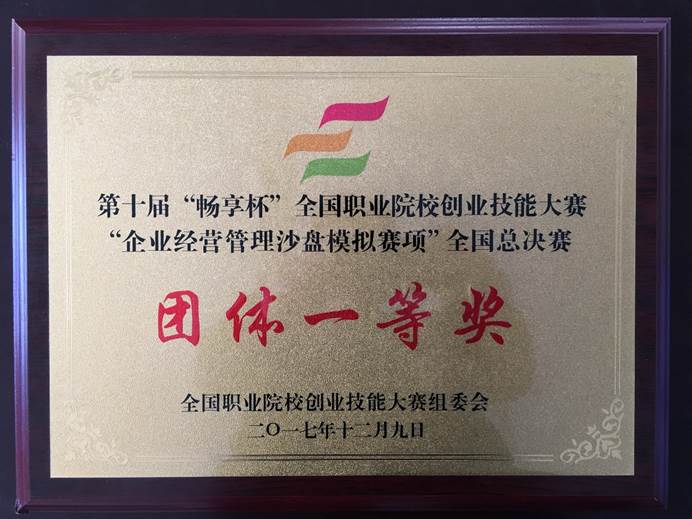 第十届“畅享杯”全国职业院校创业技能大赛
“企业经营管理沙盘模拟赛项”全国总决赛
团体一等奖
全国职业院校创业技能大赛组委会
二〇一七年十二月九日